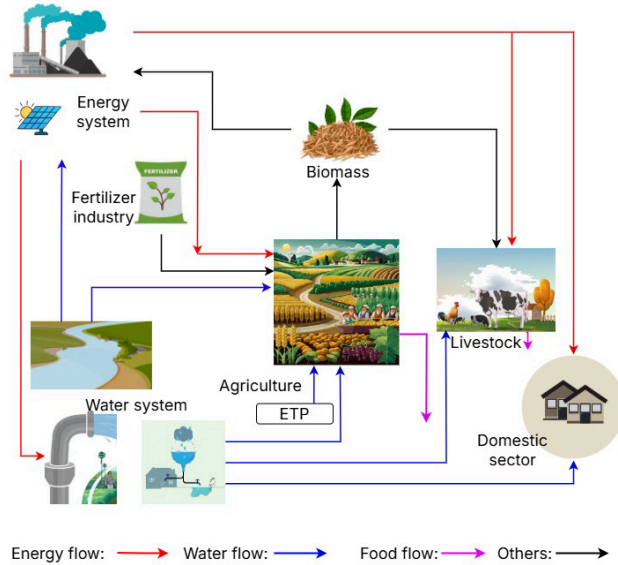 Energy
system
FERTILIZER
Fertilizer
industry
Biomass
Livestock
Agriculture
ETP
Water system
Domestic
sector
Energy flow:
Water flow:
Food flow:
Others: